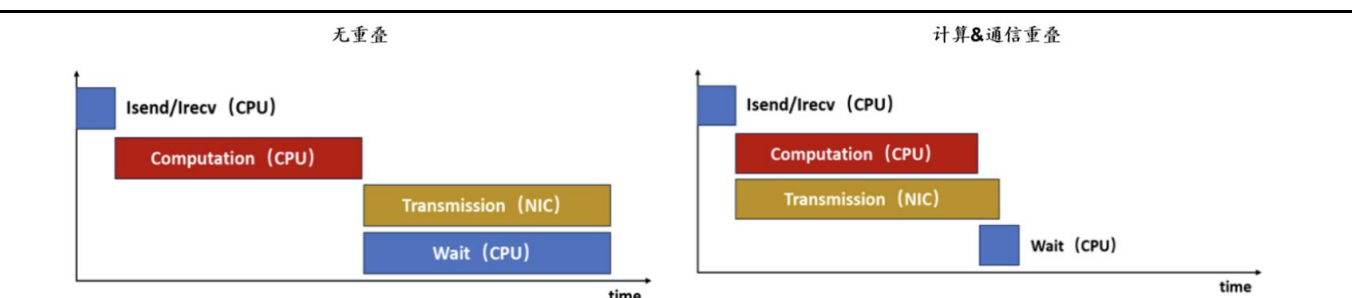 无重叠
计算&通信重叠
Isend/Irecv（CPU）
Computation（CPU）
Transmission（NIC）
Wait（CPU）
time
Isend/Irecv（CPU）
Computation（CPU）
Transmission（NIC）
Wait（CPU）
time